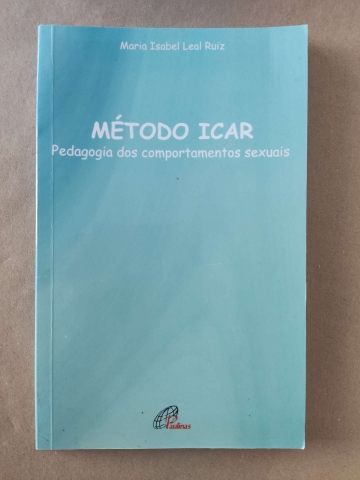 Maria Isabel Leal Ruiz
MÉTODO ICAR
Pedagogia dos comportamentos sexuais
Paulinas